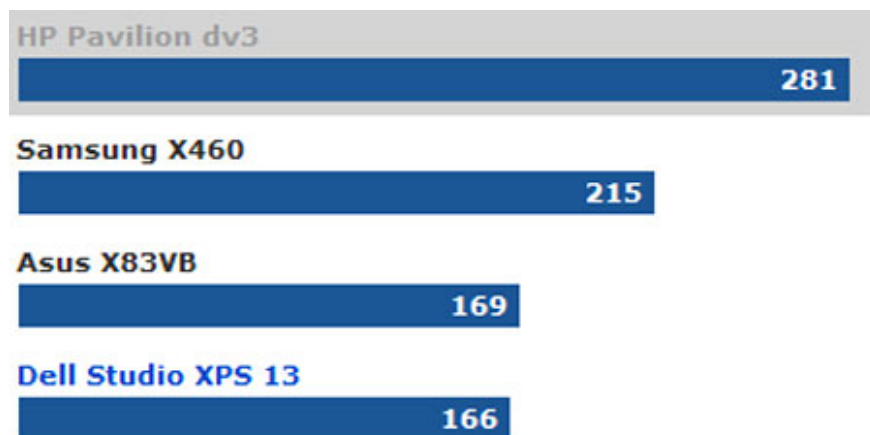 HP Pavilion dv3
281
Samsung X460
215
Asus X83VB
169
Dell Studio XPS 13
166